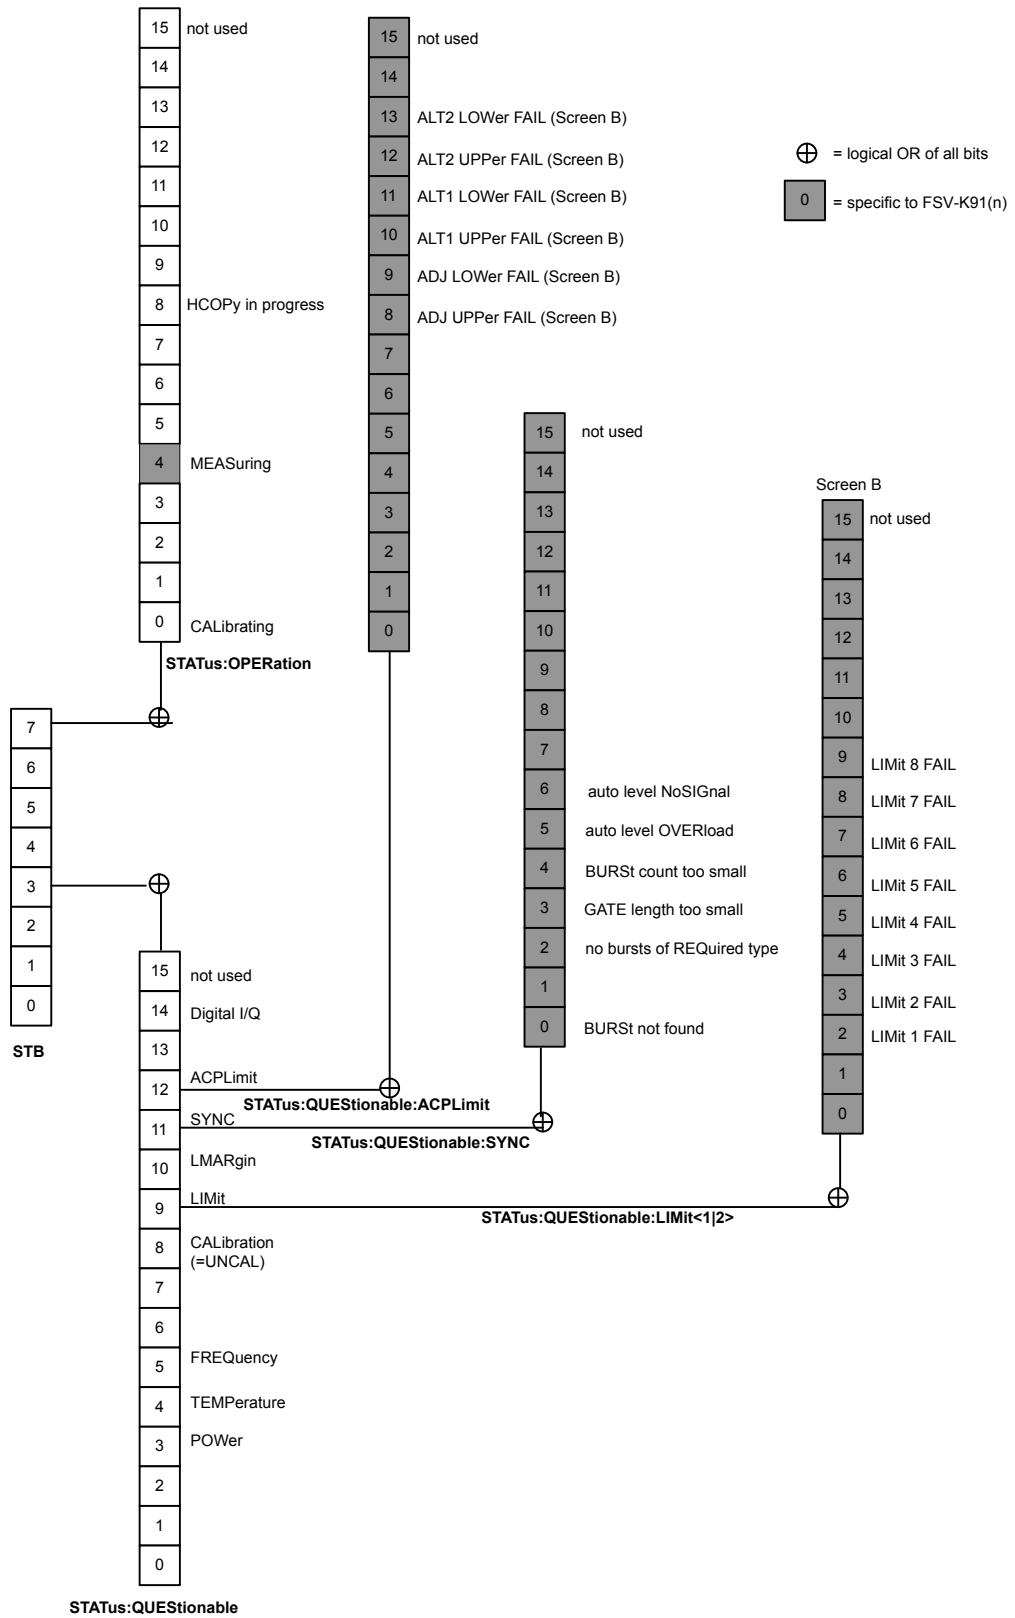 15 not used
14
13
12
11
10
9
8 HCOPy in progress
7
6
5
4 MEASuring
3
2
1
0 CALibrating
STATus:OPERation
15 not used
14
13 ALT2 LOWer FAIL (Screen B)
12 ALT2 UPPer FAIL (Screen B)
11 ALT1 LOWer FAIL (Screen B)
10 ALT1 UPPer FAIL (Screen B)
9 ADJ LOWer FAIL (Screen B)
8 ADJ UPPer FAIL (Screen B)
7
6
5
4
3
2
1
0
= logical OR of all bits
0 = specific to FSV-K91(n)
15 not used
14
13
12
11
10
9
8
7
6 auto level NoSIGnal
5 auto level OVERload
4 BURSt count too small
3 GATE length too small
2 no bursts of REQuired type
1
0 BURSt not found
Screen B
15 not used
14
13
12
11
10
9 LIMit 8 FAIL
8 LIMit 7 FAIL
7 LIMit 6 FAIL
6 LIMit 5 FAIL
5 LIMit 4 FAIL
4 LIMit 3 FAIL
3 LIMit 2 FAIL
2 LIMit 1 FAIL
1
0
7
6
5
4
3
2
1
0
STB
15 not used
14 Digital I/Q
13
12 ACPLimit
STATus:QUEStionable:ACPLimit
11 SYNC
STATus:QUEStionable:SYNC
10 LMARgin
9 LIMit
STATus:QUEStionable:LIMit<1|2>
8 CALibration
(=UNCAL)
7
6
5 FREQuency
4 TEMPerature
3 POWer
2
1
0
STATus:QUEStionable